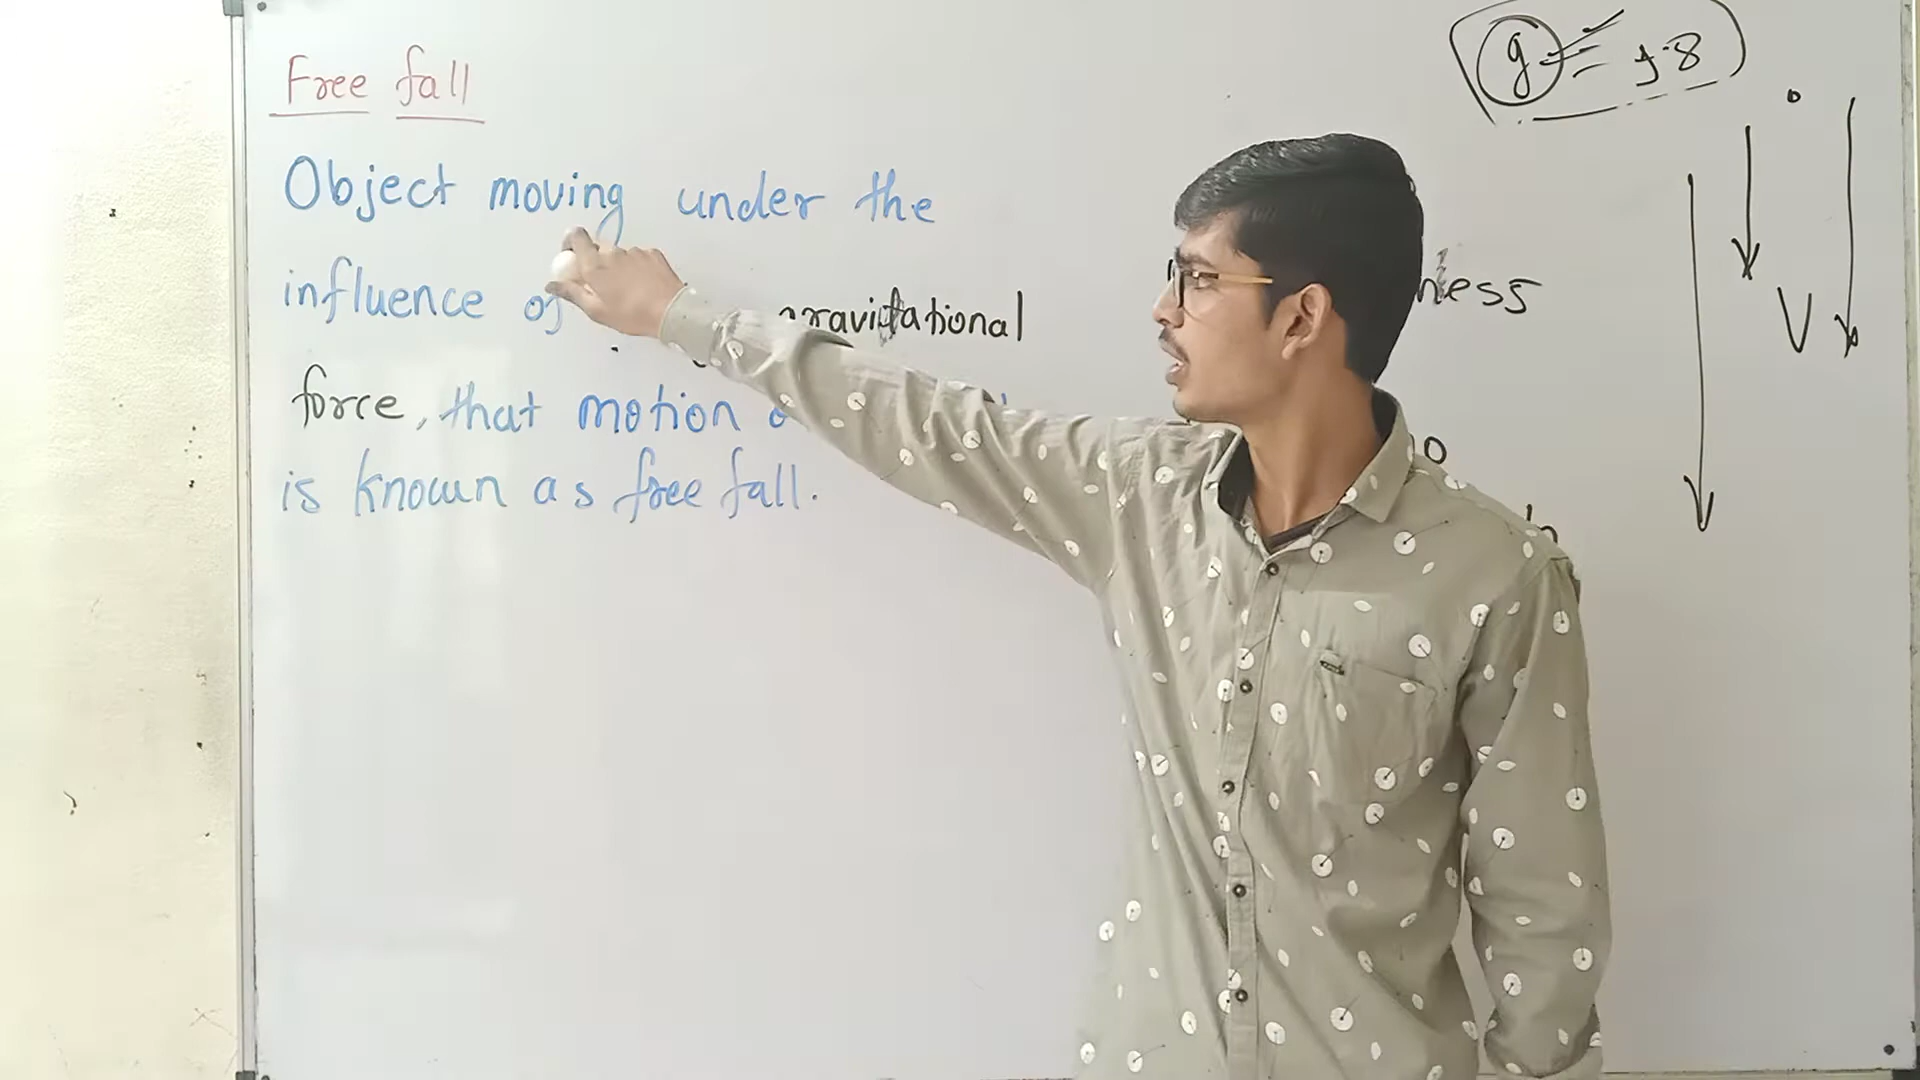 Free fall
Object moving under the
influence of gravitational
force, that motion
is known as free fall.
g = 9.8
V